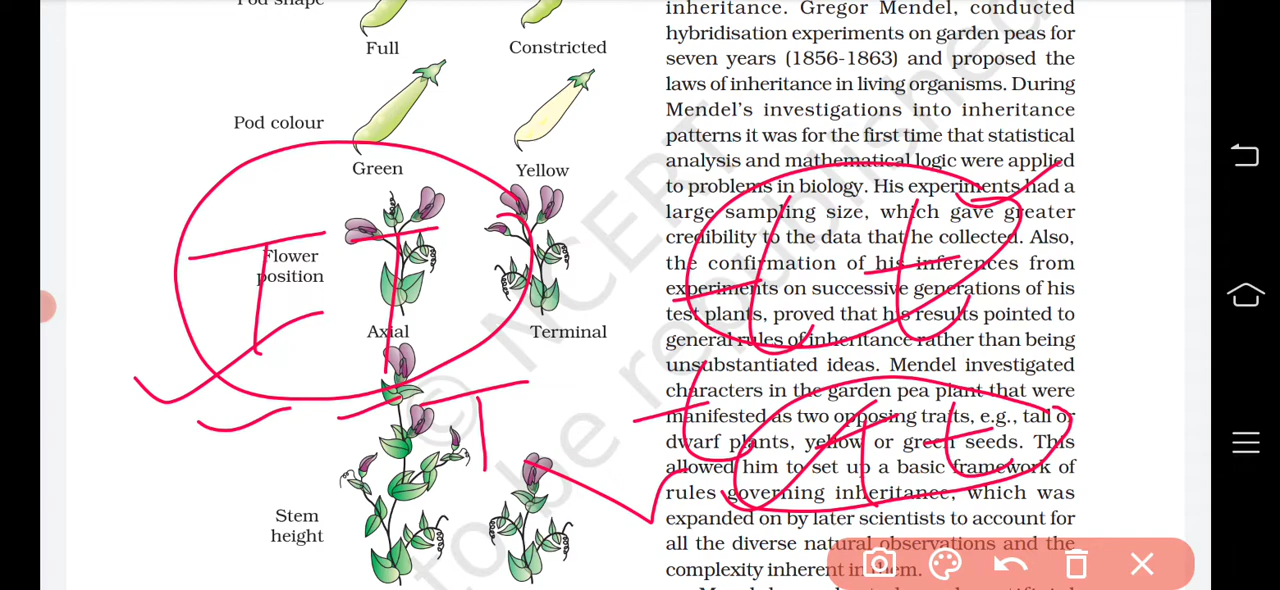 Pod shape
Full
Constricted
Pod colour
Green
Yellow
Flower
position
Axial
Terminal
Stem
height
inheritance. Gregor Mendel, conducted
hybridisation experiments on garden peas for
seven years (1856-1863) and proposed the
laws of inheritance in living organisms. During
Mendel's investigations into inheritance
patterns it was for the first time that statistical
analysis and mathematical logic were applied
to problems in biology. His experiments had a
large sampling size, which gave greater
credibility to the data that he collected. Also,
the confirmation of his inferences from
experiments on successive generations of his
test plants, proved that his results pointed to
general rules of inheritance rather than being
unsubstantiated ideas. Mendel investigated
characters in the garden pea plant that were
manifested as two opposing traits, e.g., tall or
dwarf plants, yellow or green seeds. This
allowed him to set up a basic framework of
rules governing inheritance, which was
expanded on by later scientists to account for
all the diverse natural observations and the
complexity inherent in them.
© NCERT
to be republished
T T
t t
T t
T t